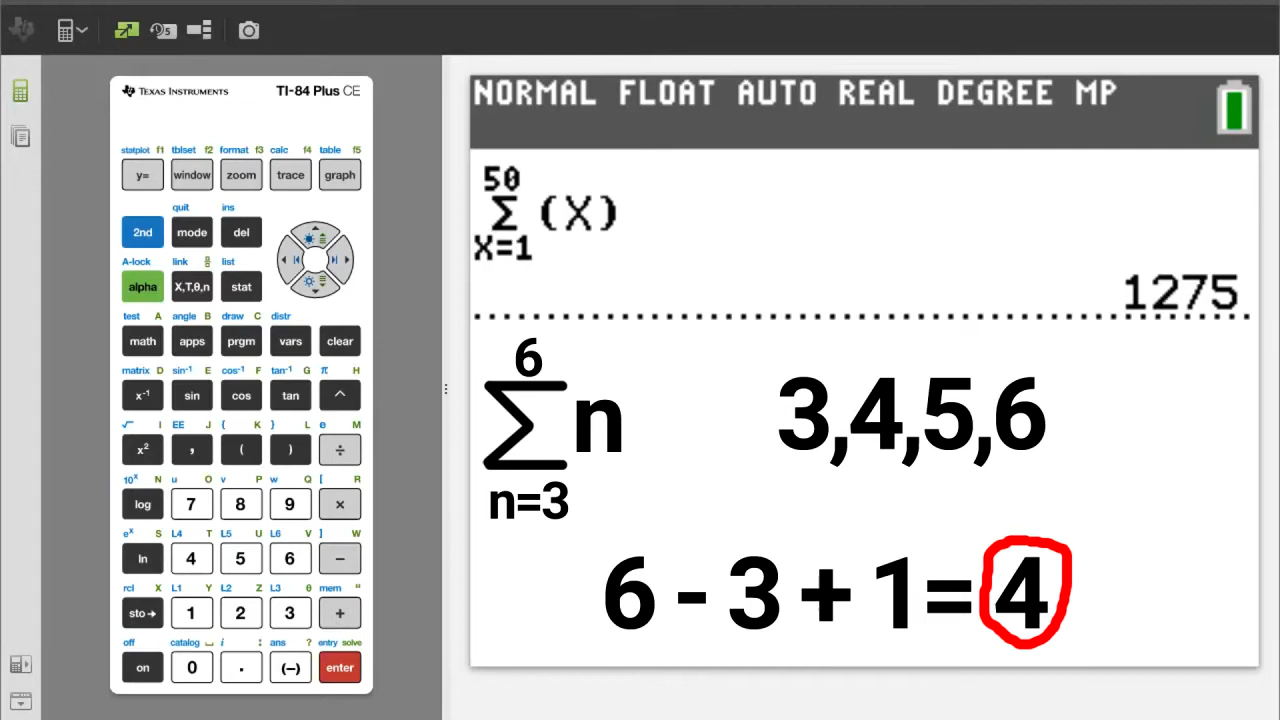 TEXAS INSTRUMENTS TI-84 Plus CE
statplot f1 tblset f2 format f3 calc f4 table f5
y= window zoom trace graph
quit ins
2nd mode del
A-lock link list
alpha X,T,θ,n stat
test A angle B draw C distr
math apps prgm vars clear
matrix D sin⁻¹ E cos⁻¹ F tan⁻¹ G π H
x⁻¹ sin cos tan ^
√ I EE J { K } L e M
x² , ( ) ÷
10ˣ N u O v P w Q [ R
log 7 8 9 ×
eˣ S L4 T L5 U L6 V ] W
ln 4 5 6 −
rcl X L1 Y L2 Z L3 θ mem "
sto→ 1 2 3 +
off catalog ⎵ i : ans ? entry solve
on 0 . (−) enter
NORMAL FLOAT AUTO REAL DEGREE MP
50
Σ (X)
X=1
1275
6
Σ n 3,4,5,6
n=3
6 - 3 + 1 = 4